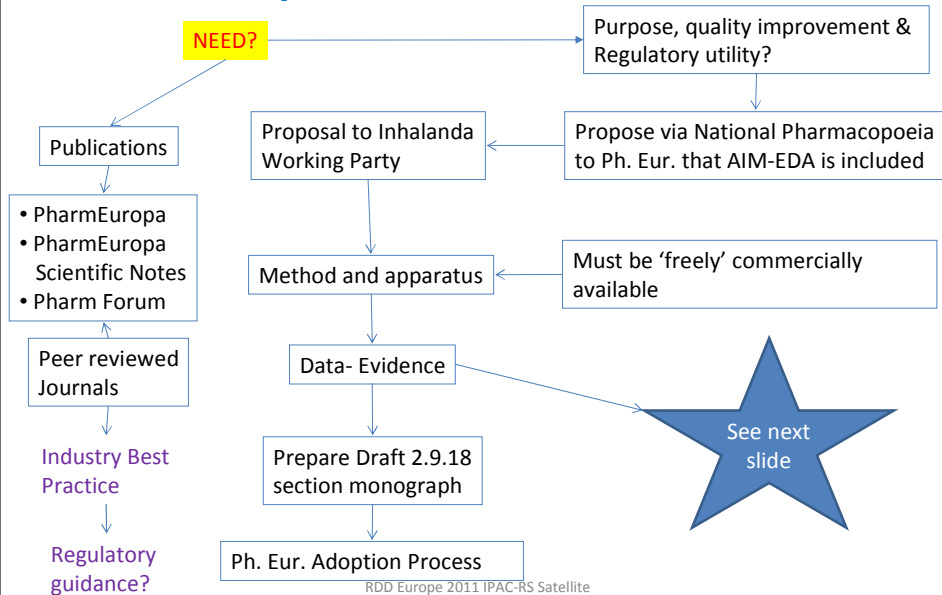 NEED?
Purpose, quality improvement &
Regulatory utility?
Publications
Proposal to Inhalanda
Working Party
Propose via National Pharmacopoeia
to Ph. Eur. that AIM-EDA is included
• PharmEuropa
• PharmEuropa
Scientific Notes
• Pharm Forum
Method and apparatus
Must be ‘freely’ commercially
available
Peer reviewed
Journals
Data- Evidence
See next
slide
Industry Best
Practice
Prepare Draft 2.9.18
section monograph
Regulatory
guidance?
Ph. Eur. Adoption Process
RDD Europe 2011 IPAC-RS Satellite